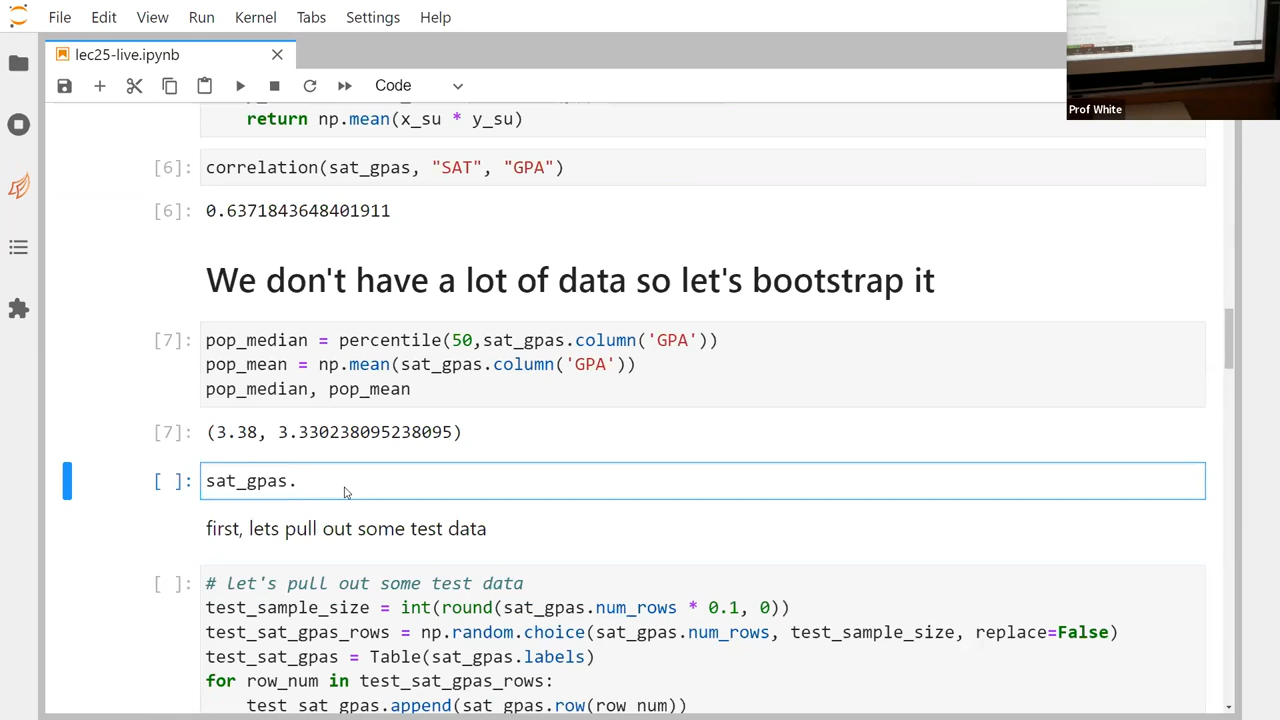 File Edit View Run Kernel Tabs Settings Help
lec25-live.ipynb
Code
return np.mean(x_su * y_su)
[6]: correlation(sat_gpas, "SAT", "GPA")
[6]: 0.6371843648401911
We don't have a lot of data so let's bootstrap it
[7]: pop_median = percentile(50,sat_gpas.column('GPA'))
pop_mean = np.mean(sat_gpas.column('GPA'))
pop_median, pop_mean
[7]: (3.38, 3.330238095238095)
[ ]: sat_gpas.
first, lets pull out some test data
[ ]: # let's pull out some test data
test_sample_size = int(round(sat_gpas.num_rows * 0.1, 0))
test_sat_gpas_rows = np.random.choice(sat_gpas.num_rows, test_sample_size, replace=False)
test_sat_gpas = Table(sat_gpas.labels)
for row_num in test_sat_gpas_rows:
test_sat_gpas.append(sat_gpas.row(row_num))
Prof White